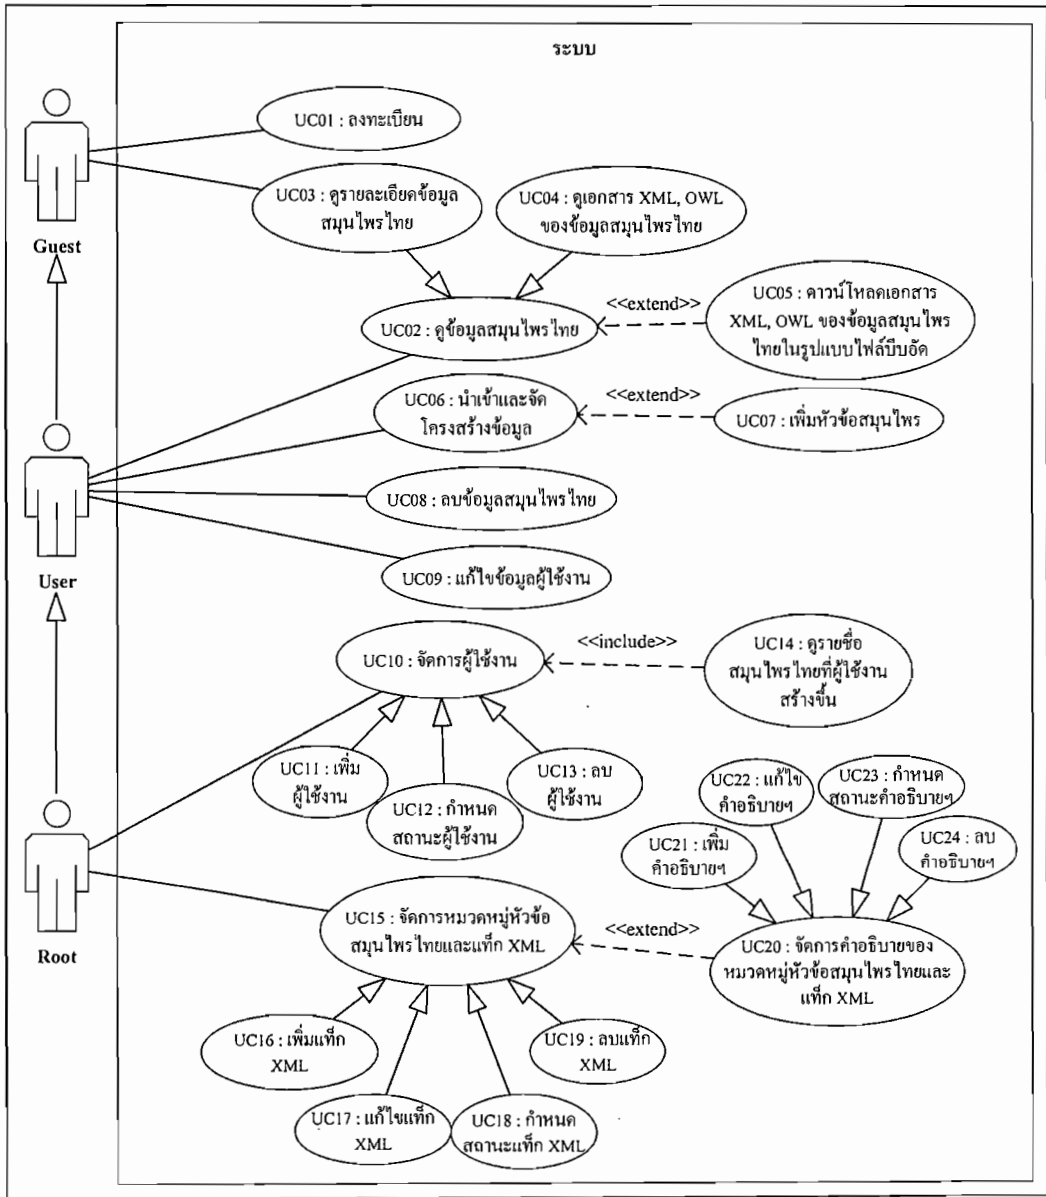 ระบบ
UC01 : ลงทะเบียน
UC03 : ดูรายละเอียดข้อมูล
สมุนไพรไทย
UC04 : ดูเอกสาร XML, OWL
ของข้อมูลสมุนไพรไทย
Guest
UC02 : ดูข้อมูลสมุนไพรไทย
<<extend>>
UC05 : ดาวน์โหลดเอกสาร
XML, OWL ของข้อมูลสมุนไพร
ไทยในรูปแบบไฟล์บีบอัด
UC06 : นำเข้าและจัด
โครงสร้างข้อมูล
<<extend>>
UC07 : เพิ่มหัวข้อสมุนไพร
UC08 : ลบข้อมูลสมุนไพรไทย
User
UC09 : แก้ไขข้อมูลผู้ใช้งาน
UC10 : จัดการผู้ใช้งาน
<<include>>
UC14 : ดูรายชื่อ
สมุนไพรไทยที่ผู้ใช้งาน
สร้างขึ้น
UC11 : เพิ่ม
ผู้ใช้งาน
UC12 : กำหนด
สถานะผู้ใช้งาน
UC13 : ลบ
ผู้ใช้งาน
UC22 : แก้ไข
คำอธิบายฯ
UC23 : กำหนด
สถานะคำอธิบายฯ
UC21 : เพิ่ม
คำอธิบายฯ
UC24 : ลบ
คำอธิบายฯ
Root
UC15 : จัดการหมวดหมู่หัวข้อ
สมุนไพรไทยและแท็ก XML
<<extend>>
UC20 : จัดการคำอธิบายของ
หมวดหมู่หัวข้อสมุนไพรไทยและ
แท็ก XML
UC16 : เพิ่มแท็ก
XML
UC19 : ลบแท็ก
XML
UC17 : แก้ไขแท็ก
XML
UC18 : กำหนด
สถานะแท็ก XML